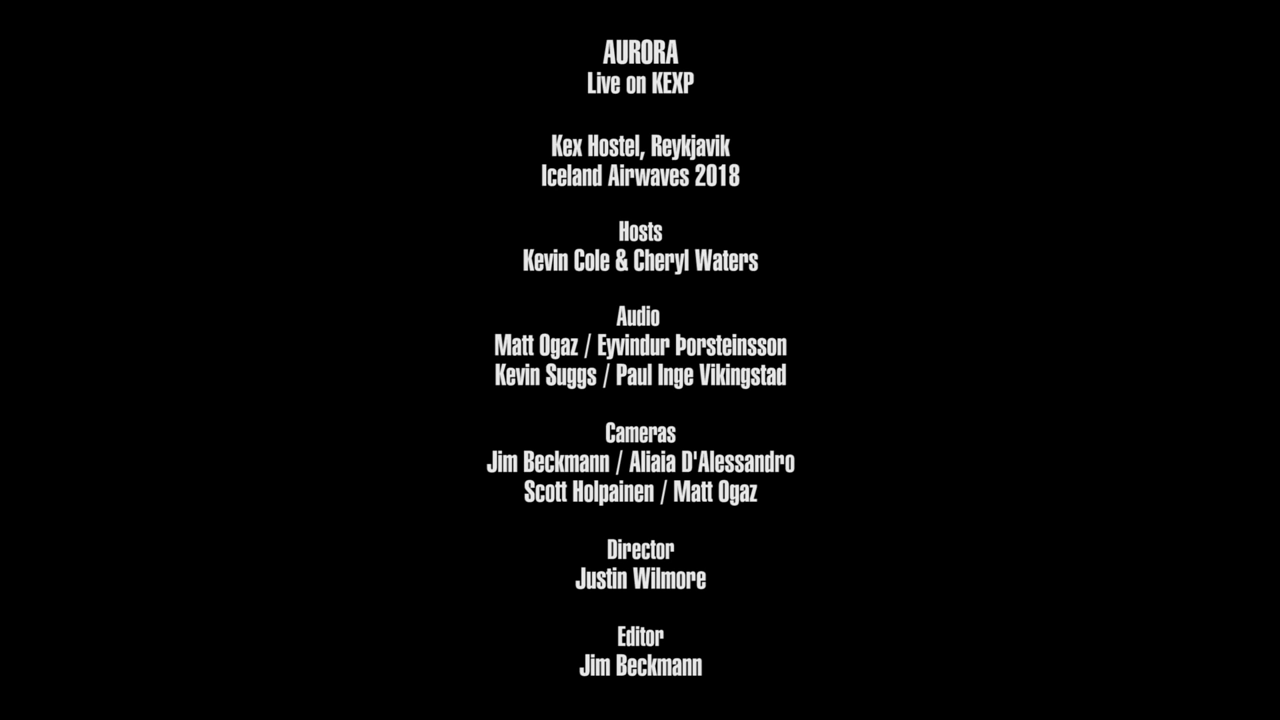 AURORA
Live on KEXP
Kex Hostel, Reykjavik
Iceland Airwaves 2018
Hosts
Kevin Cole & Cheryl Waters
Audio
Matt Ogaz / Eyvindur Þorsteinsson
Kevin Suggs / Paul Inge Vikingstad
Cameras
Jim Beckmann / Aliaia D'Alessandro
Scott Holpainen / Matt Ogaz
Director
Justin Wilmore
Editor
Jim Beckmann